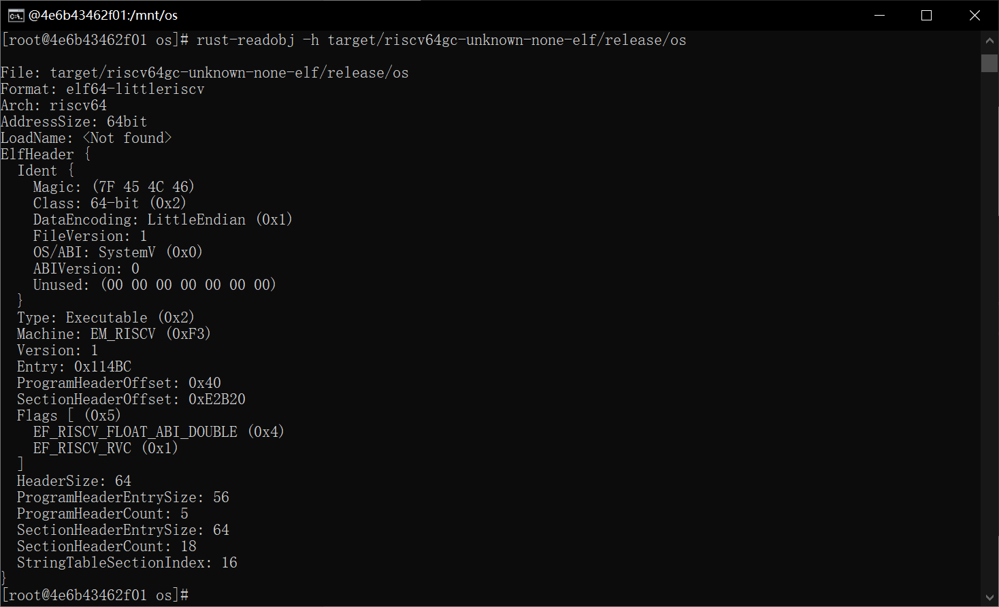 @4e6b43462f01:/mnt/os
[root@4e6b43462f01 os]# rust-readobj -h target/riscv64gc-unknown-none-elf/release/os
File: target/riscv64gc-unknown-none-elf/release/os
Format: elf64-littleriscv
Arch: riscv64
AddressSize: 64bit
LoadName: <Not found>
ElfHeader {
  Ident {
    Magic: (7F 45 4C 46)
    Class: 64-bit (0x2)
    DataEncoding: LittleEndian (0x1)
    FileVersion: 1
    OS/ABI: SystemV (0x0)
    ABIVersion: 0
    Unused: (00 00 00 00 00 00 00)
  }
  Type: Executable (0x2)
  Machine: EM_RISCV (0xF3)
  Version: 1
  Entry: 0x114BC
  ProgramHeaderOffset: 0x40
  SectionHeaderOffset: 0xE2B20
  Flags [ (0x5)
    EF_RISCV_FLOAT_ABI_DOUBLE (0x4)
    EF_RISCV_RVC (0x1)
  ]
  HeaderSize: 64
  ProgramHeaderEntrySize: 56
  ProgramHeaderCount: 5
  SectionHeaderEntrySize: 64
  SectionHeaderCount: 18
  StringTableSectionIndex: 16
}
[root@4e6b43462f01 os]#